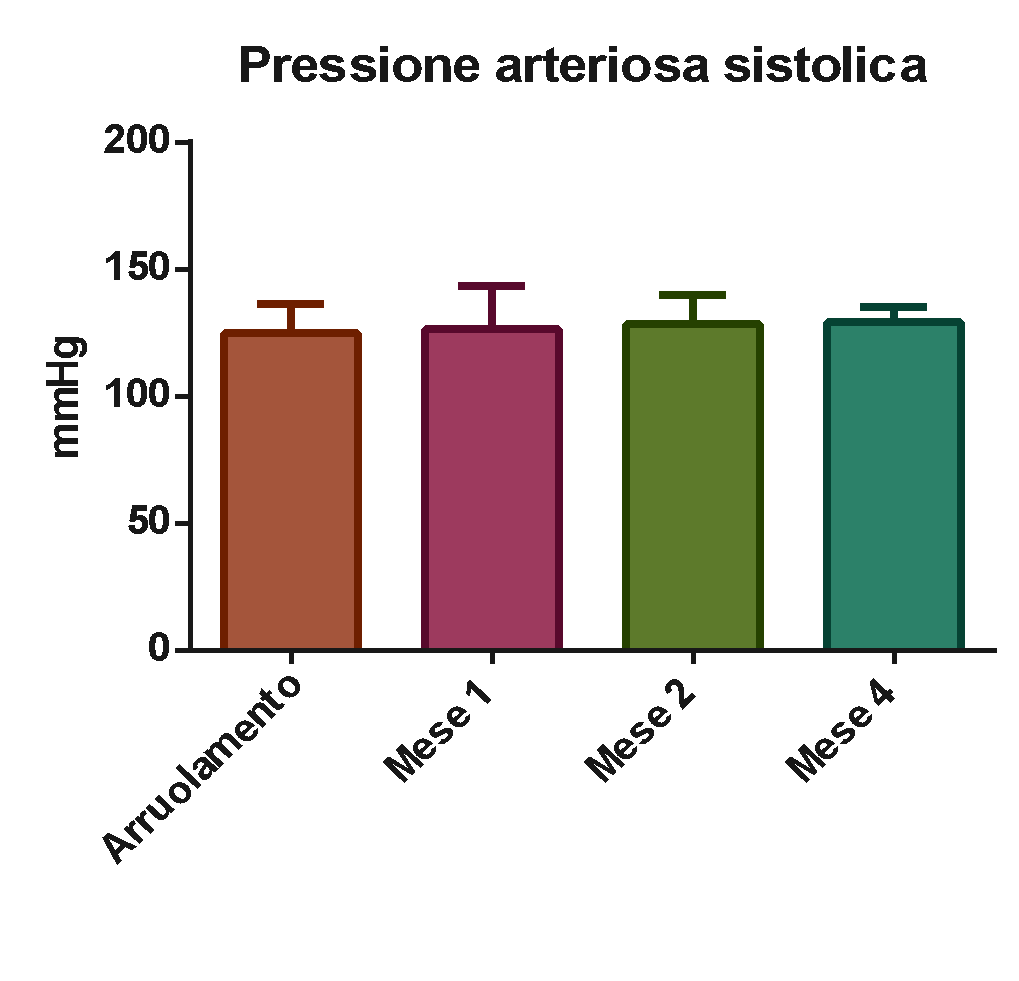 Pressione arteriosa sistolica
200
150
100
50
0
mmHg
Arruolamento
Mese 1
Mese 2
Mese 4